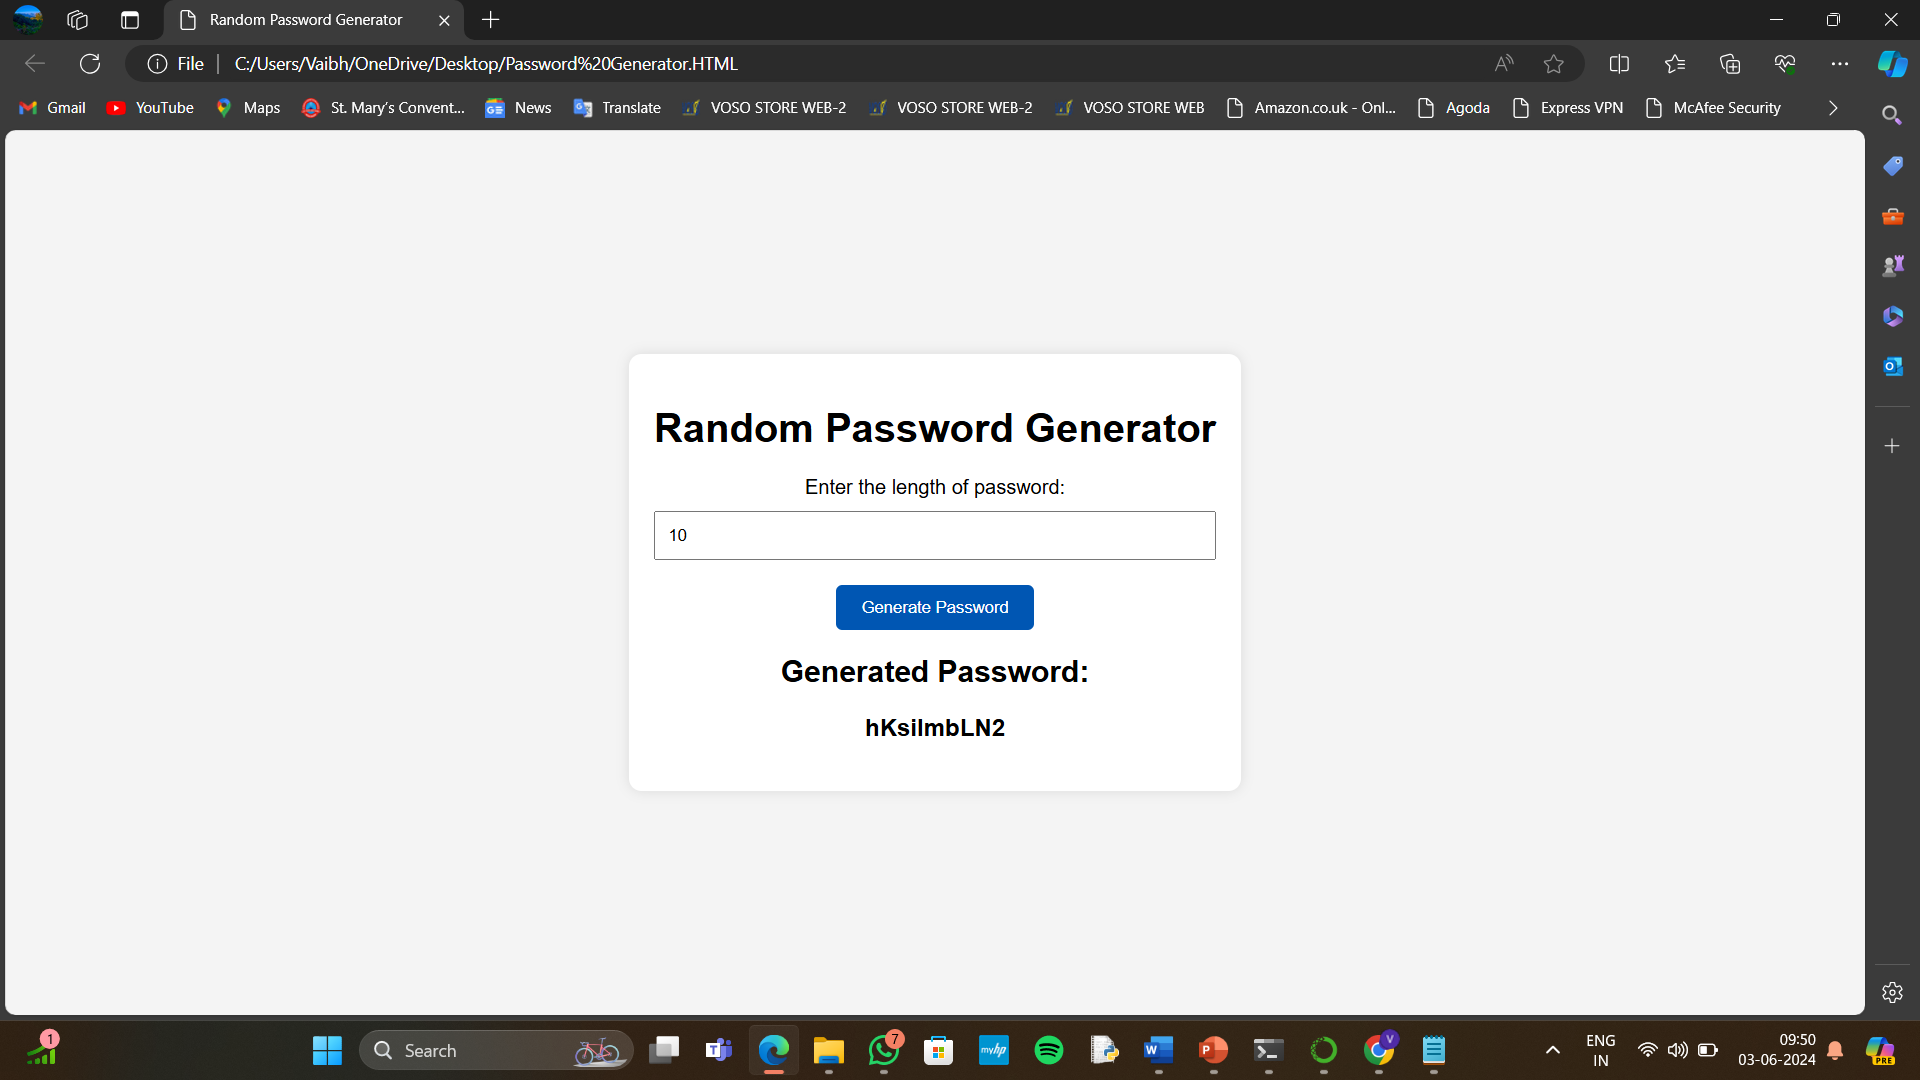 Random Password Generator
File
C:/Users/Vaibh/OneDrive/Desktop/Password%20Generator.HTML
Gmail YouTube Maps St. Mary's Convent... News Translate VOSO STORE WEB-2 VOSO STORE WEB-2 VOSO STORE WEB Amazon.co.uk - Onl... Agoda Express VPN McAfee Security
Random Password Generator
Enter the length of password:
10
Generate Password
Generated Password:
1
Search
7
myhp
V
ENG
IN
09:50
03-06-2024
PRE